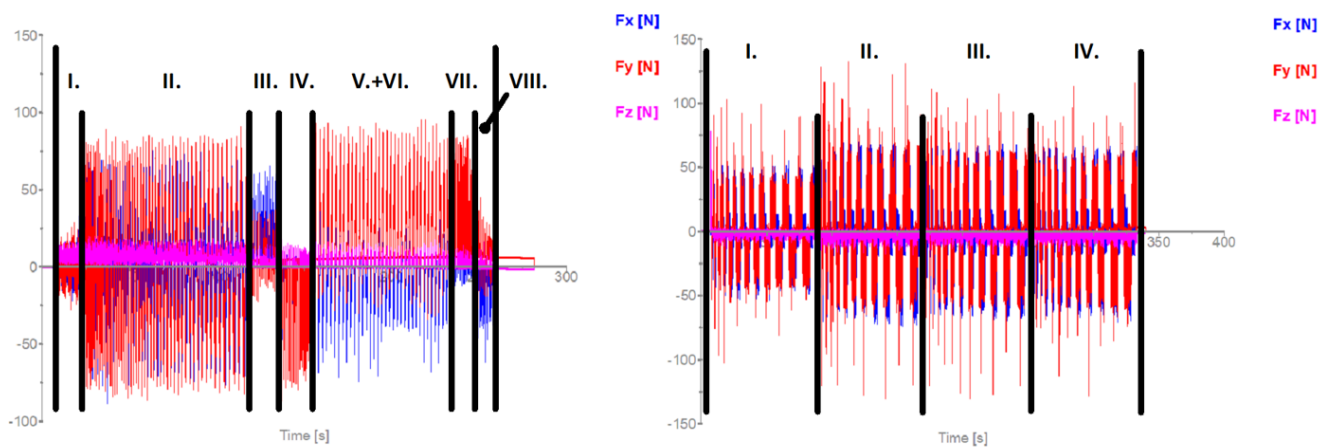 Fx [N]
150
100
50
0
-50
-100
I.
II.
III.
IV.
V.+VI.
VII.
VIII.
Fy [N]
Fz [N]
300
Time [s]
Fx [N]
150
100
50
0
-50
-100
-150
I.
II.
III.
IV.
Fy [N]
Fz [N]
350
400
Time [s]